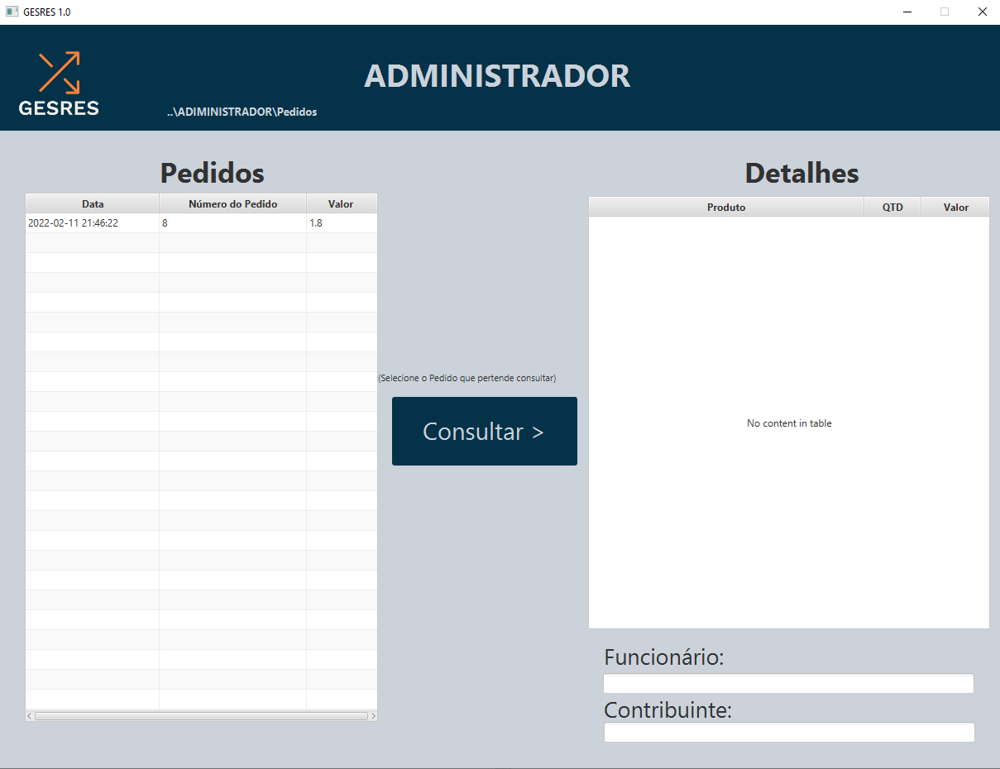 GESRES 1.0
ADMINISTRADOR
GESRES
..\ADIMINISTRADOR\Pedidos
Pedidos
Data Número do Pedido Valor
2022-02-11 21:46:22 8 1.8
(Selecione o Pedido que pertende consultar)
Consultar >
Detalhes
Produto QTD Valor
No content in table
Funcionário:
Contribuinte: